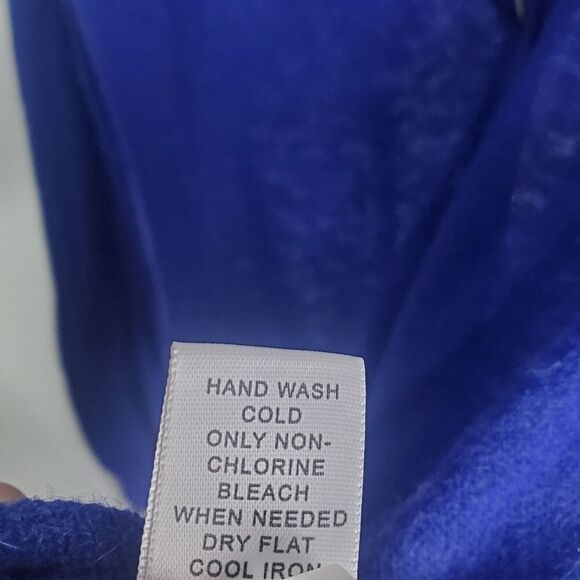 HAND WASH
COLD
ONLY NON-
CHLORINE
BLEACH
WHEN NEEDED
DRY FLAT
COOL IRON